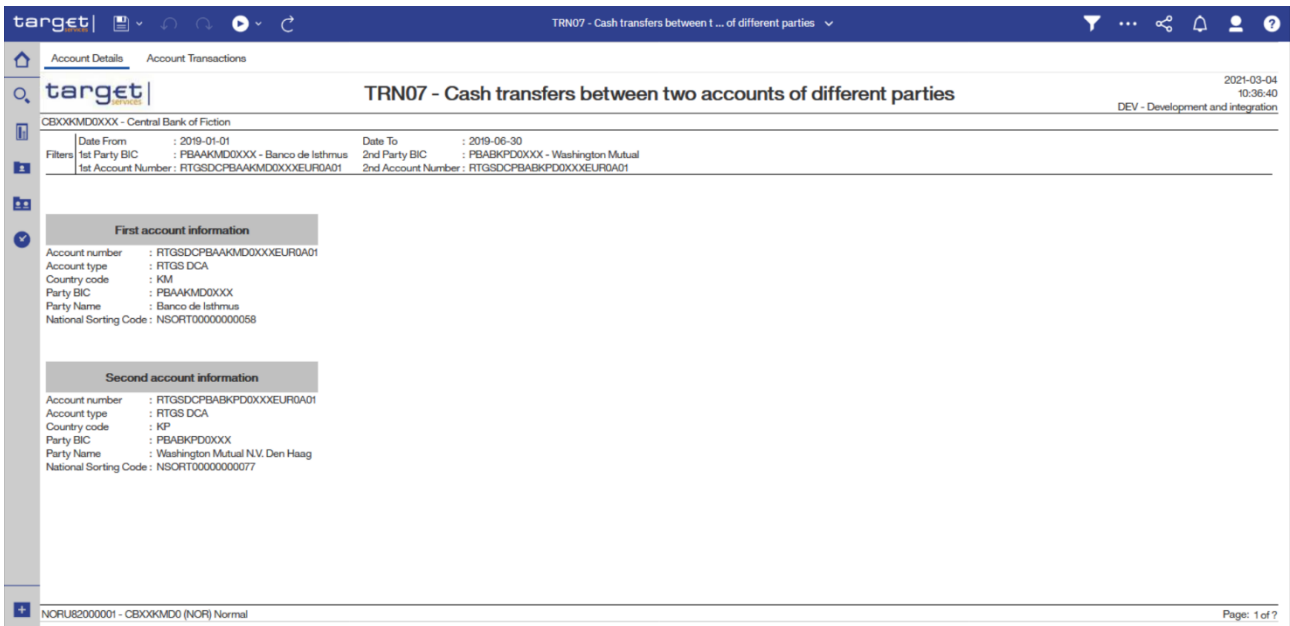 target services TRN07 - Cash transfers between t ... of different parties
Account Details Account Transactions
target services TRN07 - Cash transfers between two accounts of different parties
2021-03-04
10:36:40
DEV - Development and integration
CBXXKMD0XXX - Central Bank of Fiction
Filters
Date From : 2019-01-01 Date To : 2019-06-30
1st Party BIC : PBAAKMD0XXX - Banco de Isthmus 2nd Party BIC : PBABKPD0XXX - Washington Mutual
1st Account Number : RTGSDCPBAAKMD0XXXEUR0A01 2nd Account Number : RTGSDCPBABKPD0XXXEUR0A01
First account information
Account number : RTGSDCPBAAKMD0XXXEUR0A01
Account type : RTGS DCA
Country code : KM
Party BIC : PBAAKMD0XXX
Party Name : Banco de Isthmus
National Sorting Code : NSORT00000000058
Second account information
Account number : RTGSDCPBABKPD0XXXEUR0A01
Account type : RTGS DCA
Country code : KP
Party BIC : PBABKPD0XXX
Party Name : Washington Mutual N.V. Den Haag
National Sorting Code : NSORT00000000077
NORU82000001 - CBXXKMD0 (NOR) Normal Page: 1 of ?